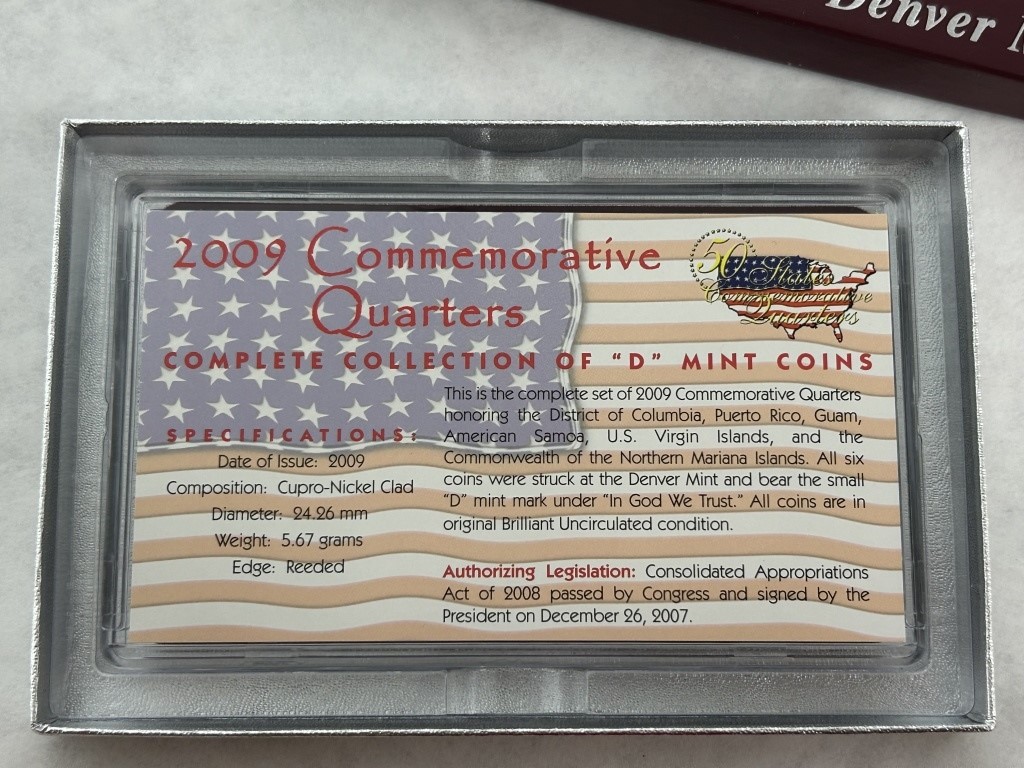 Denver
2009 Commemorative
Quarters
50 States
Commemorative
Quarters
COMPLETE COLLECTION OF “D” MINT COINS
SPECIFICATIONS:
Date of Issue: 2009
Composition: Cupro-Nickel Clad
Diameter: 24.26 mm
Weight: 5.67 grams
Edge: Reeded
This is the complete set of 2009 Commemorative Quarters
honoring the District of Columbia, Puerto Rico, Guam,
American Samoa, U.S. Virgin Islands, and the
Commonwealth of the Northern Mariana Islands. All six
coins were struck at the Denver Mint and bear the small
“D” mint mark under “In God We Trust.” All coins are in
original Brilliant Uncirculated condition.
Authorizing Legislation: Consolidated Appropriations
Act of 2008 passed by Congress and signed by the
President on December 26, 2007.